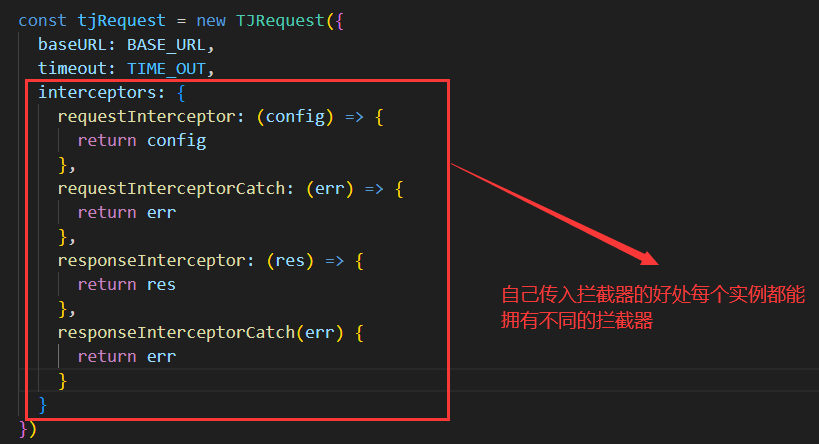 const tjRequest = new TJRequest({
  baseURL: BASE_URL,
  timeout: TIME_OUT,
  interceptors: {
    requestInterceptor: (config) => {
      return config
    },
    requestInterceptorCatch: (err) => {
      return err
    },
    responseInterceptor: (res) => {
      return res
    },
    responseInterceptorCatch(err) {
      return err
    }
  }
})
自己传入拦截器的好处每个实例都能
拥有不同的拦截器